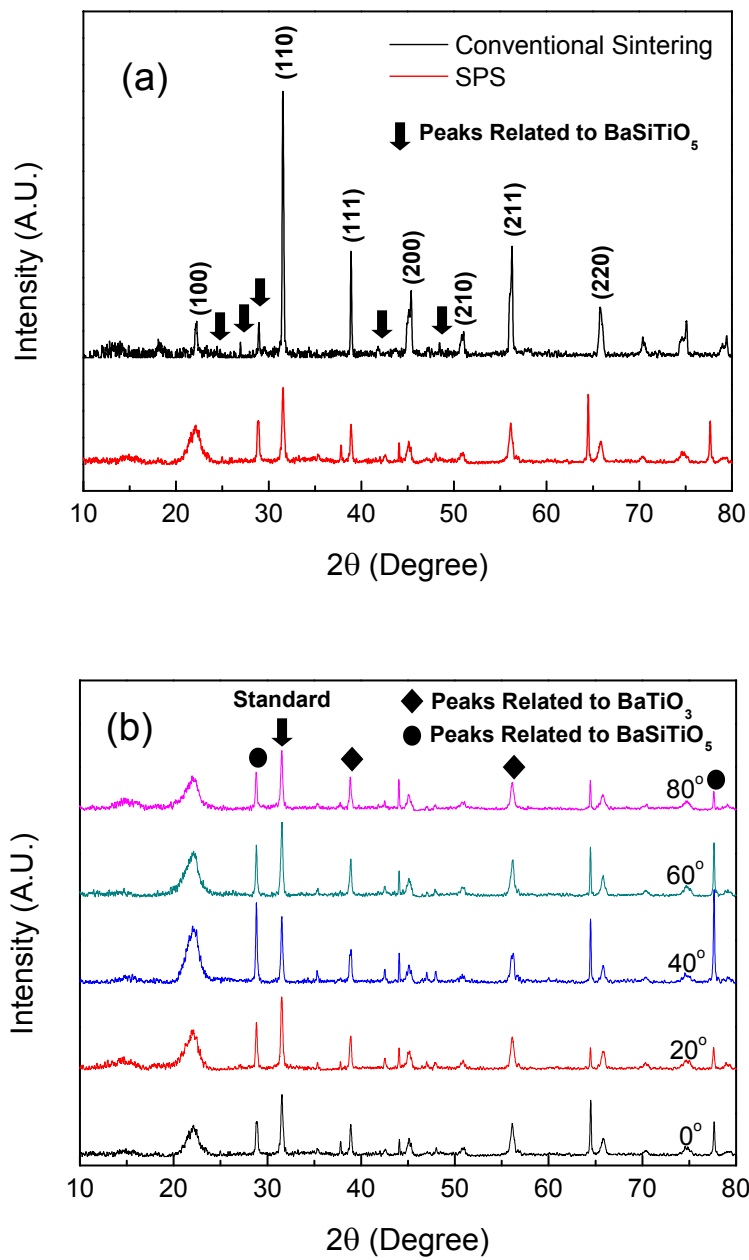 (a)
Conventional Sintering
SPS
Peaks Related to BaSiTiO₅
(100)
(110)
(111)
(200)
(210)
(211)
(220)
Intensity (A.U.)
10 20 30 40 50 60 70 80
2θ (Degree)
(b)
Standard
Peaks Related to BaTiO₃
Peaks Related to BaSiTiO₅
80°
60°
40°
20°
0°
Intensity (A.U.)
10 20 30 40 50 60 70 80
2θ (Degree)